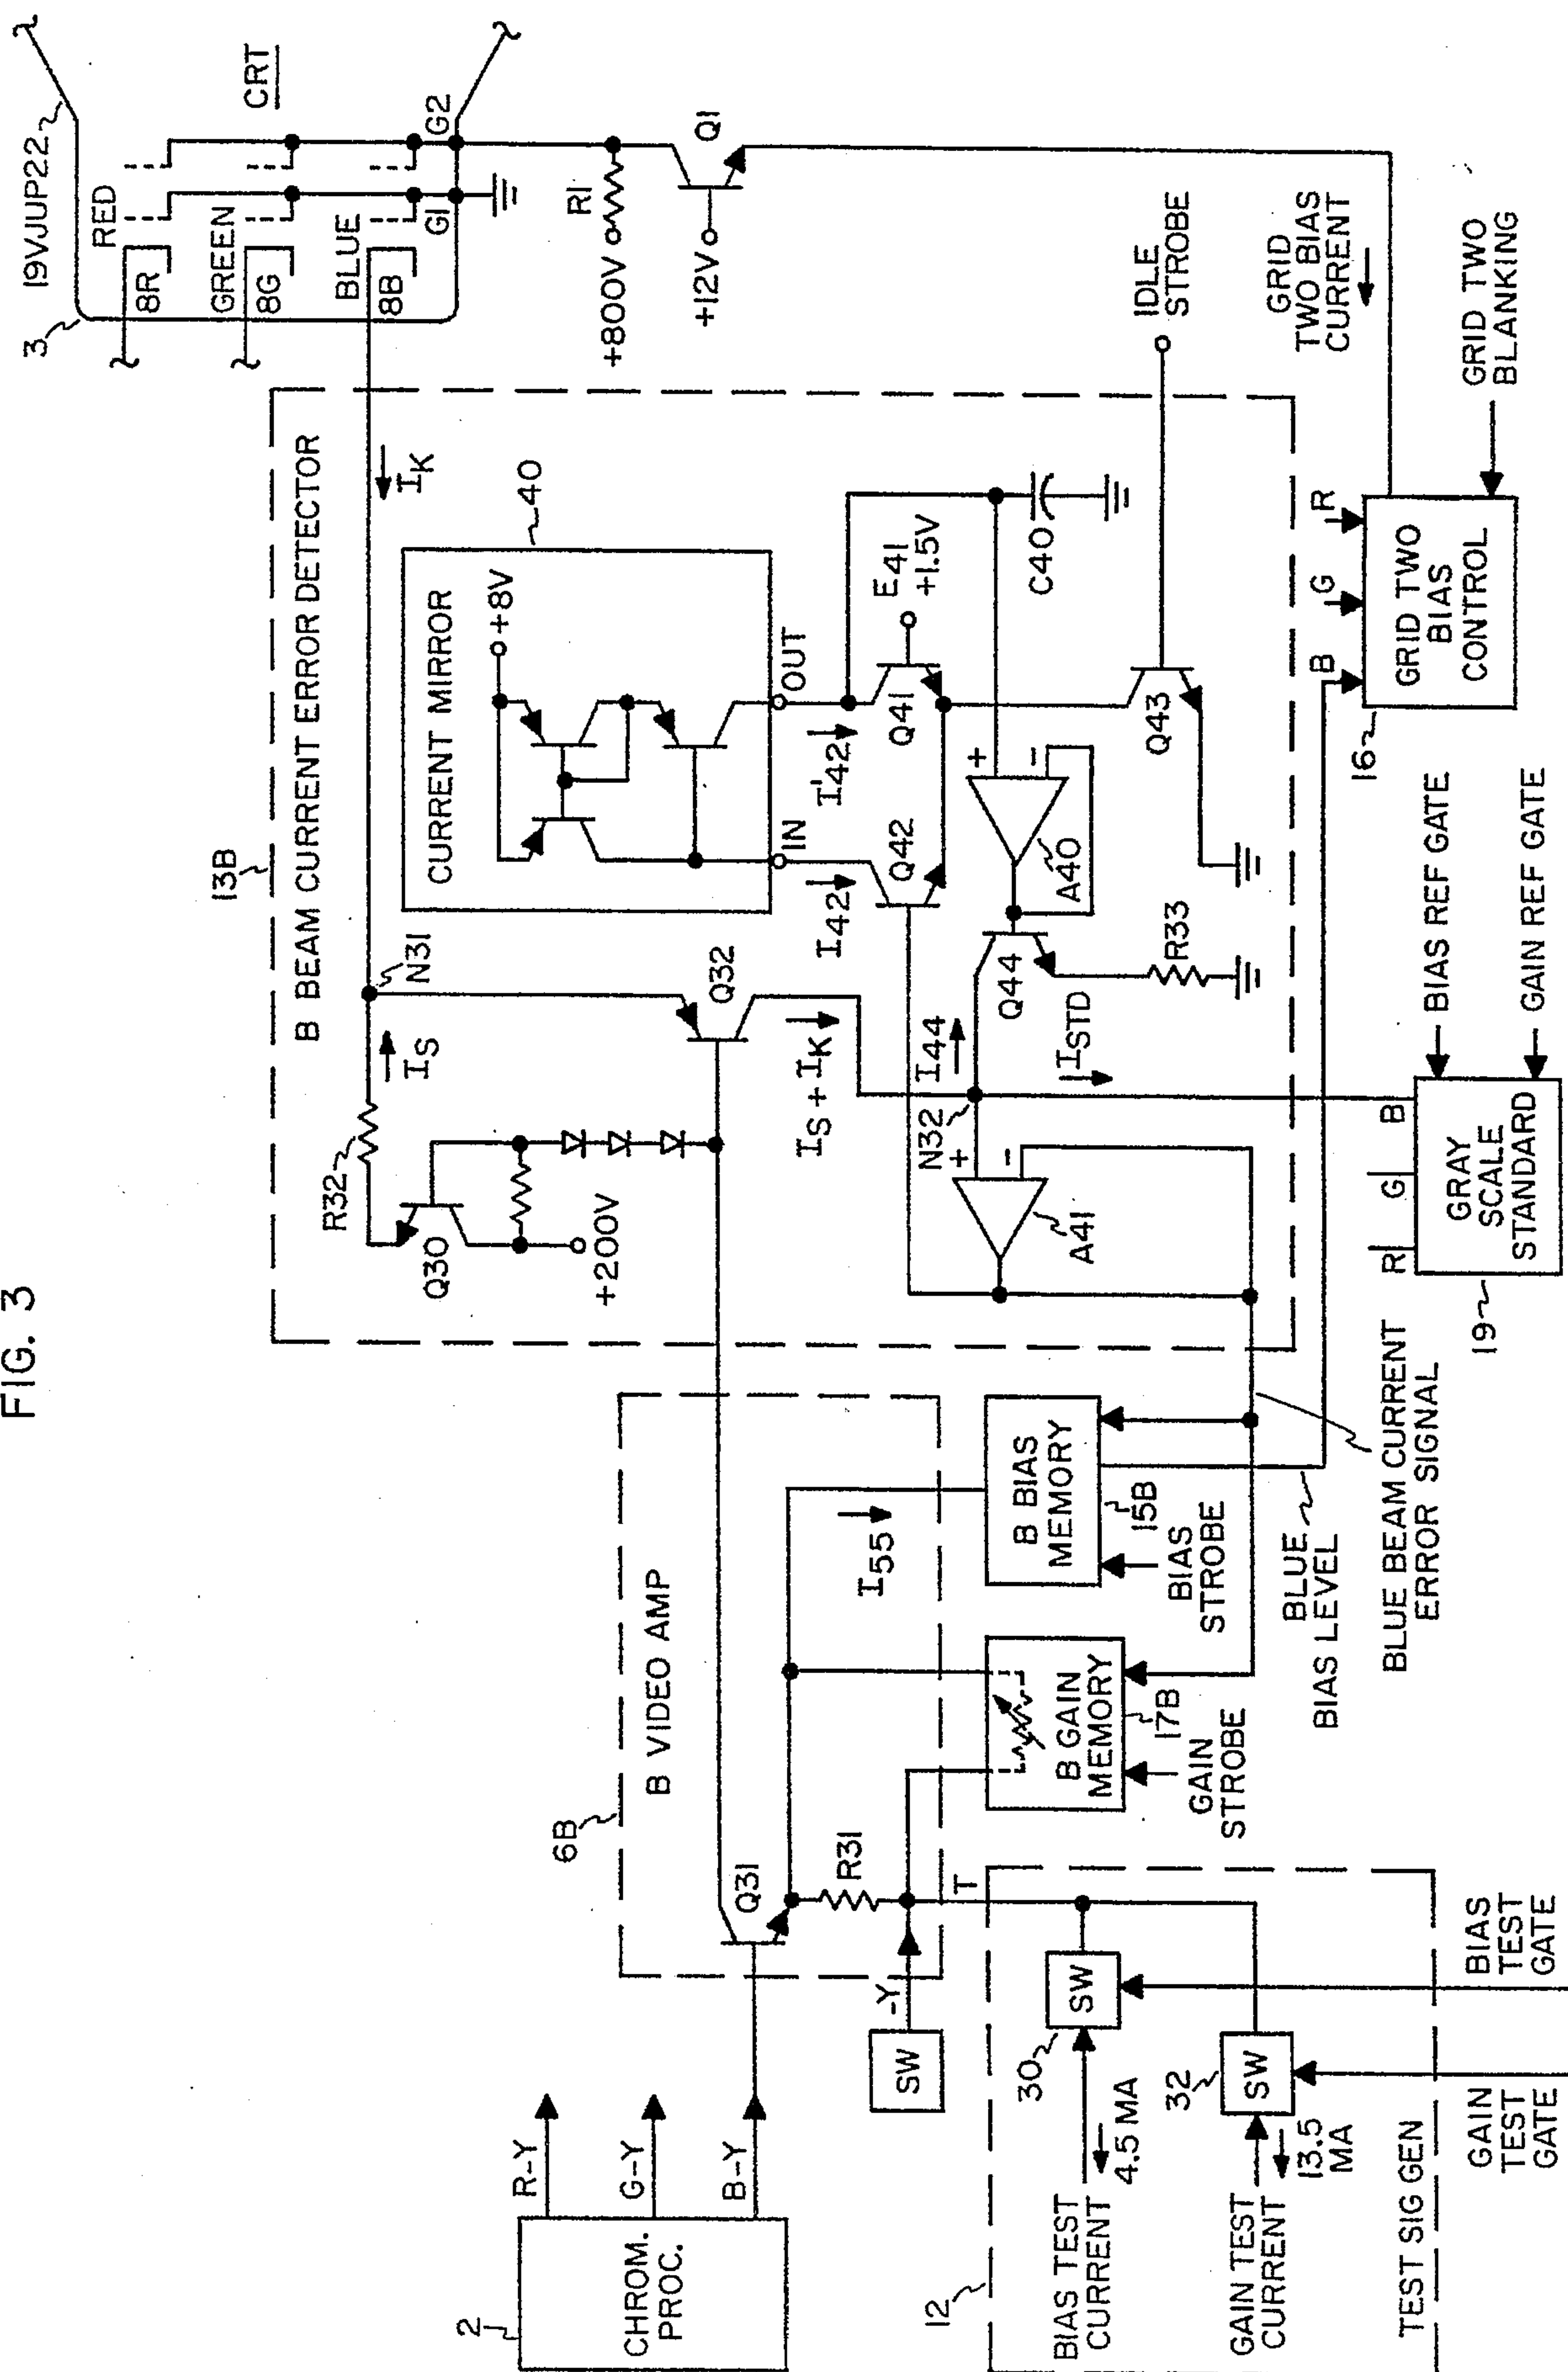 FIG. 3
2
CHROM.
PROC.
R-Y
G-Y
B-Y
6B
B VIDEO AMP
Q31
R31
SW
-Y
T
I55
12
TEST SIG GEN
BIAS TEST
CURRENT
4.5 MA
30
SW
GAIN TEST
CURRENT
13.5
MA
32
SW
BIAS
TEST
GATE
GAIN
TEST
GATE
B GAIN
MEMORY
17B
GAIN
STROBE
B BIAS
MEMORY
15B
BIAS
STROBE
BLUE
BIAS LEVEL
BLUE BEAM CURRENT
ERROR SIGNAL
13B
B BEAM CURRENT ERROR DETECTOR
R32
IS
N31
IK
Q30
+200V
Q32
IS + IK
CURRENT MIRROR
40
+8V
IN
OUT
I42
I'42
Q42
Q41
E41
+1.5V
N32
+
-
A41
I44
Q44
ISTD
R33
+
-
A40
C40
Q43
IDLE
STROBE
19
R
G
B
GRAY
SCALE
STANDARD
BIAS REF GATE
GAIN REF GATE
16
B
G
R
GRID TWO
BIAS
CONTROL
GRID TWO
BLANKING
GRID
TWO BIAS
CURRENT
3
19VJUP22
CRT
RED
8R
GREEN
8G
BLUE
8B
G1
G2
R1
+800V
+12V
Q1